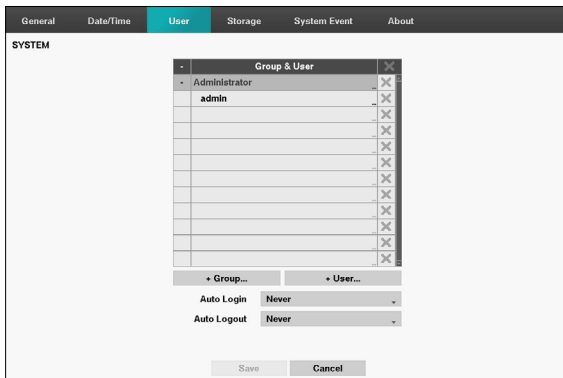 General Date/Time User Storage System Event About
SYSTEM
- Group & User
- Administrator ...
admin ...
+ Group... + User...
Auto Login Never
Auto Logout Never
Save Cancel